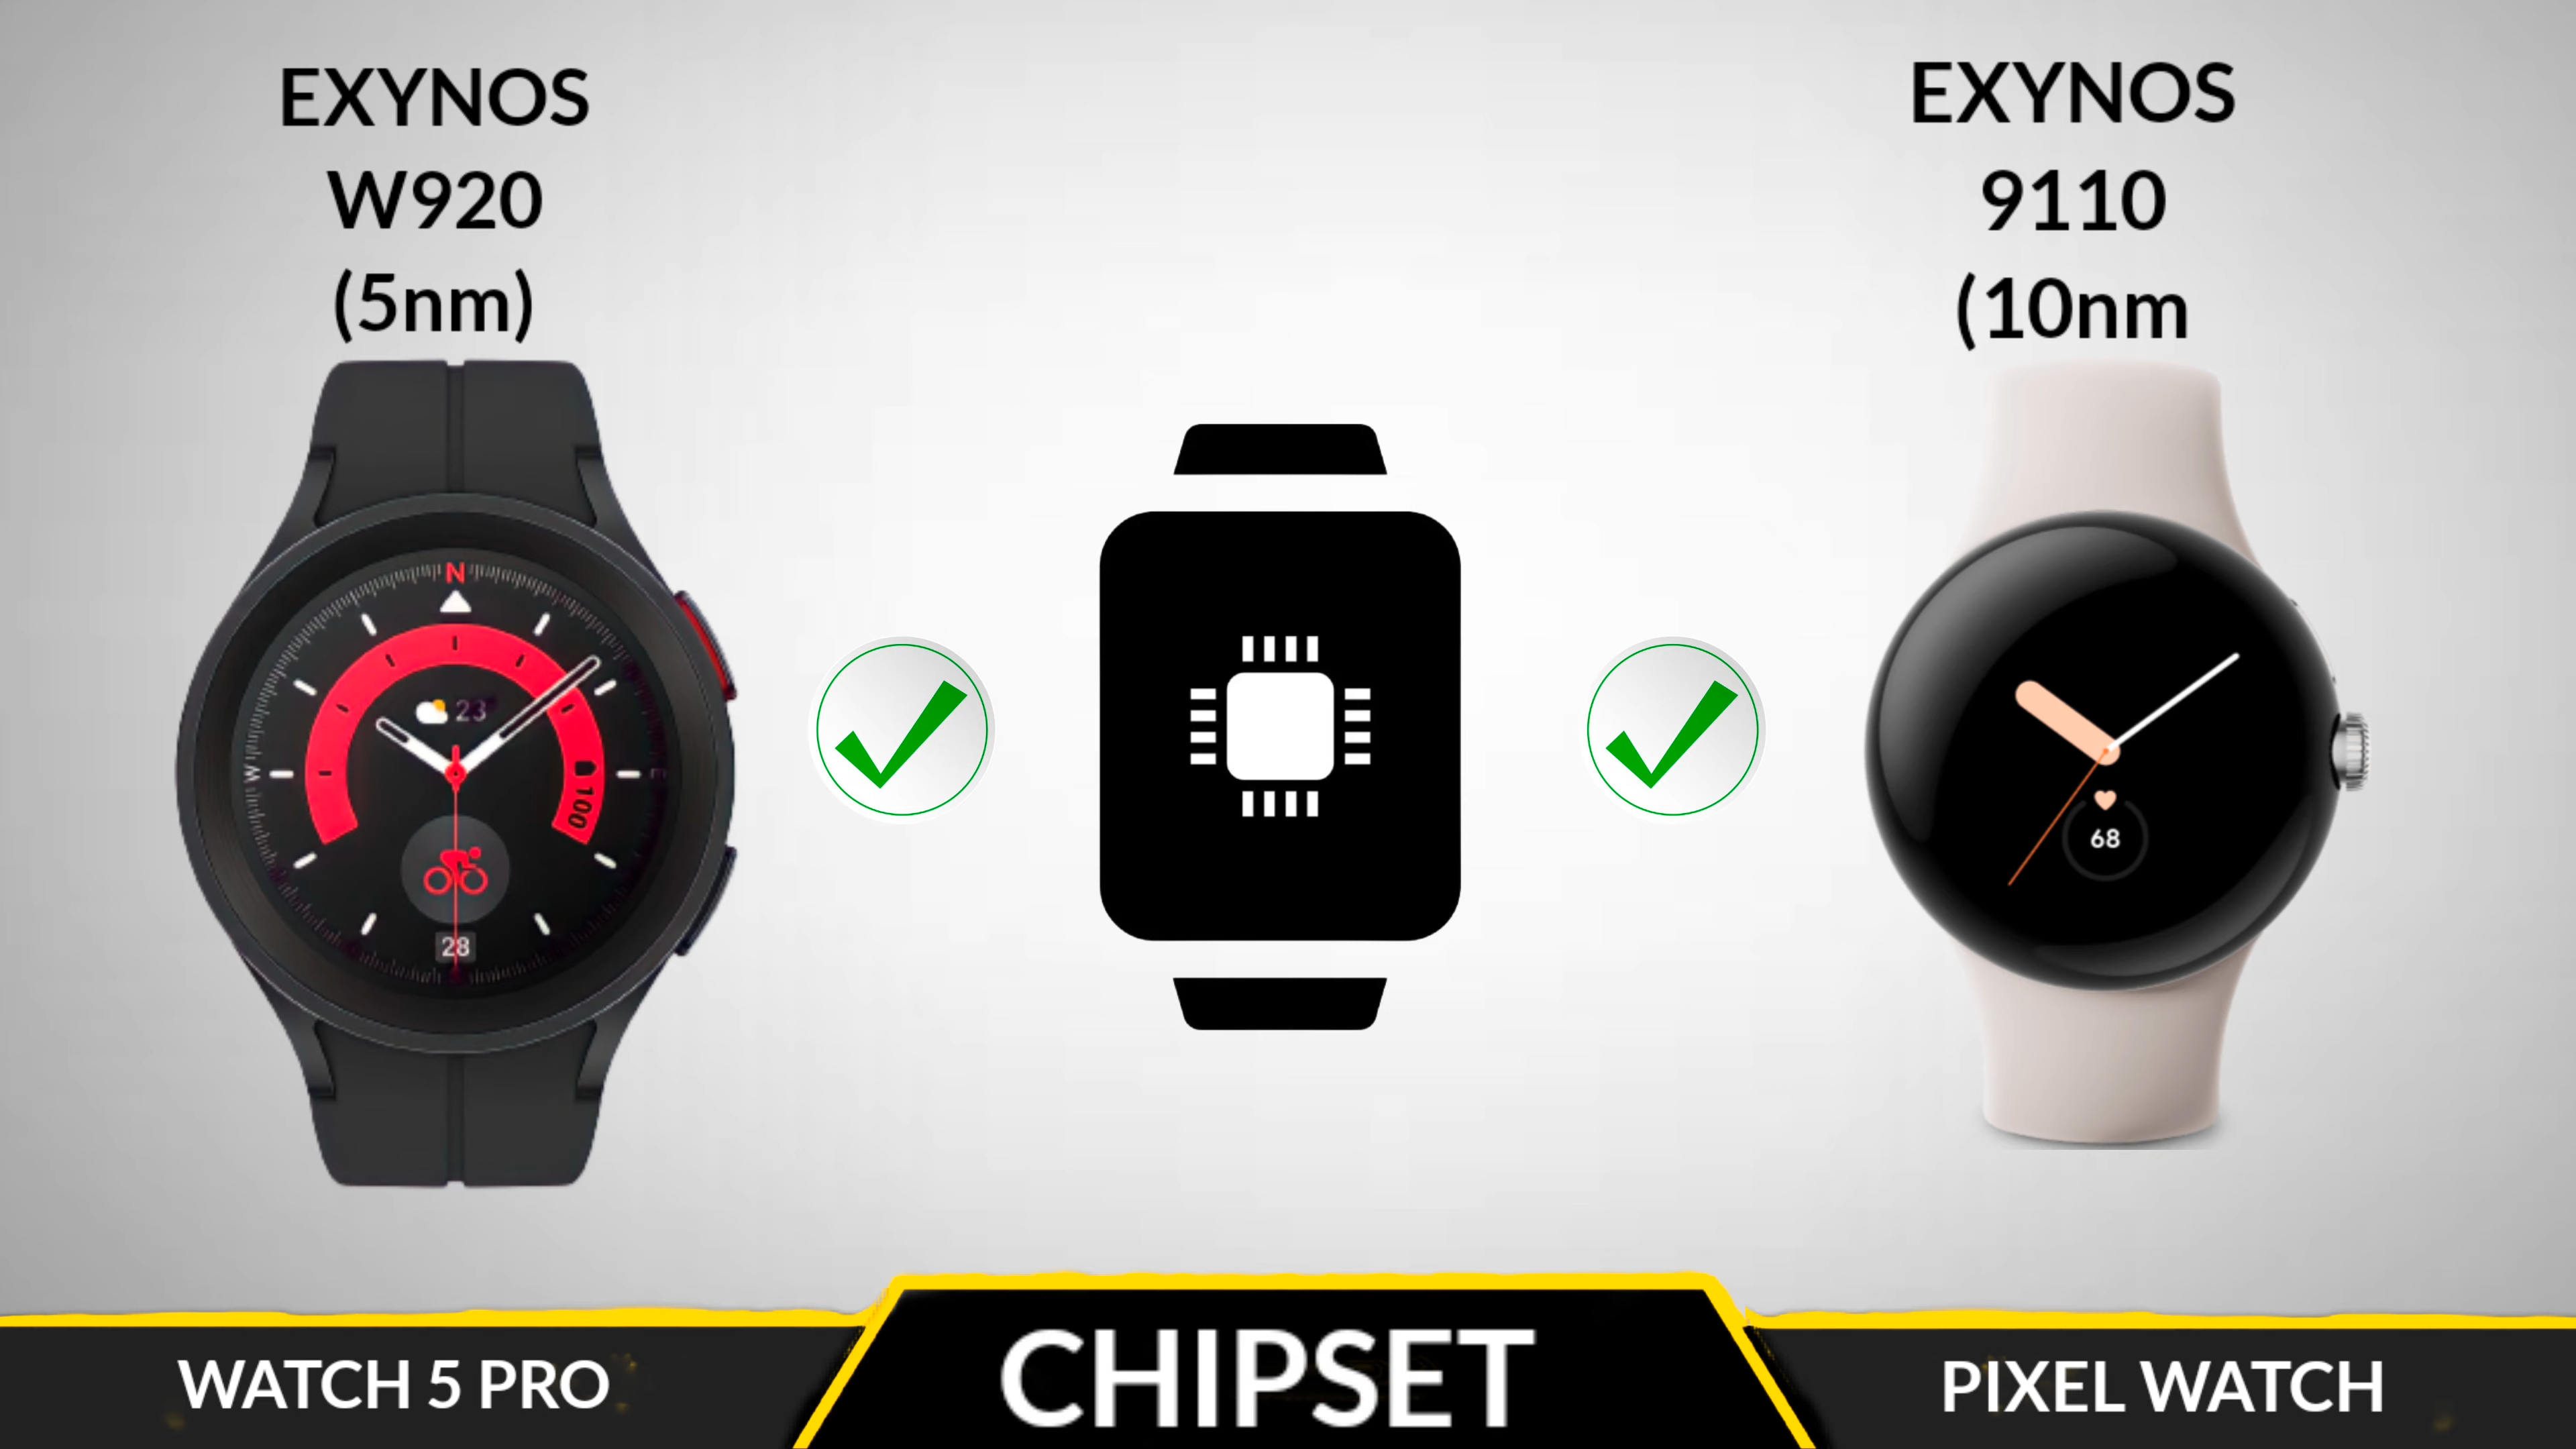 EXYNOS
W920
(5nm)
EXYNOS
9110
(10nm
N
W
E
23°
100
28
68
WATCH 5 PRO
CHIPSET
PIXEL WATCH